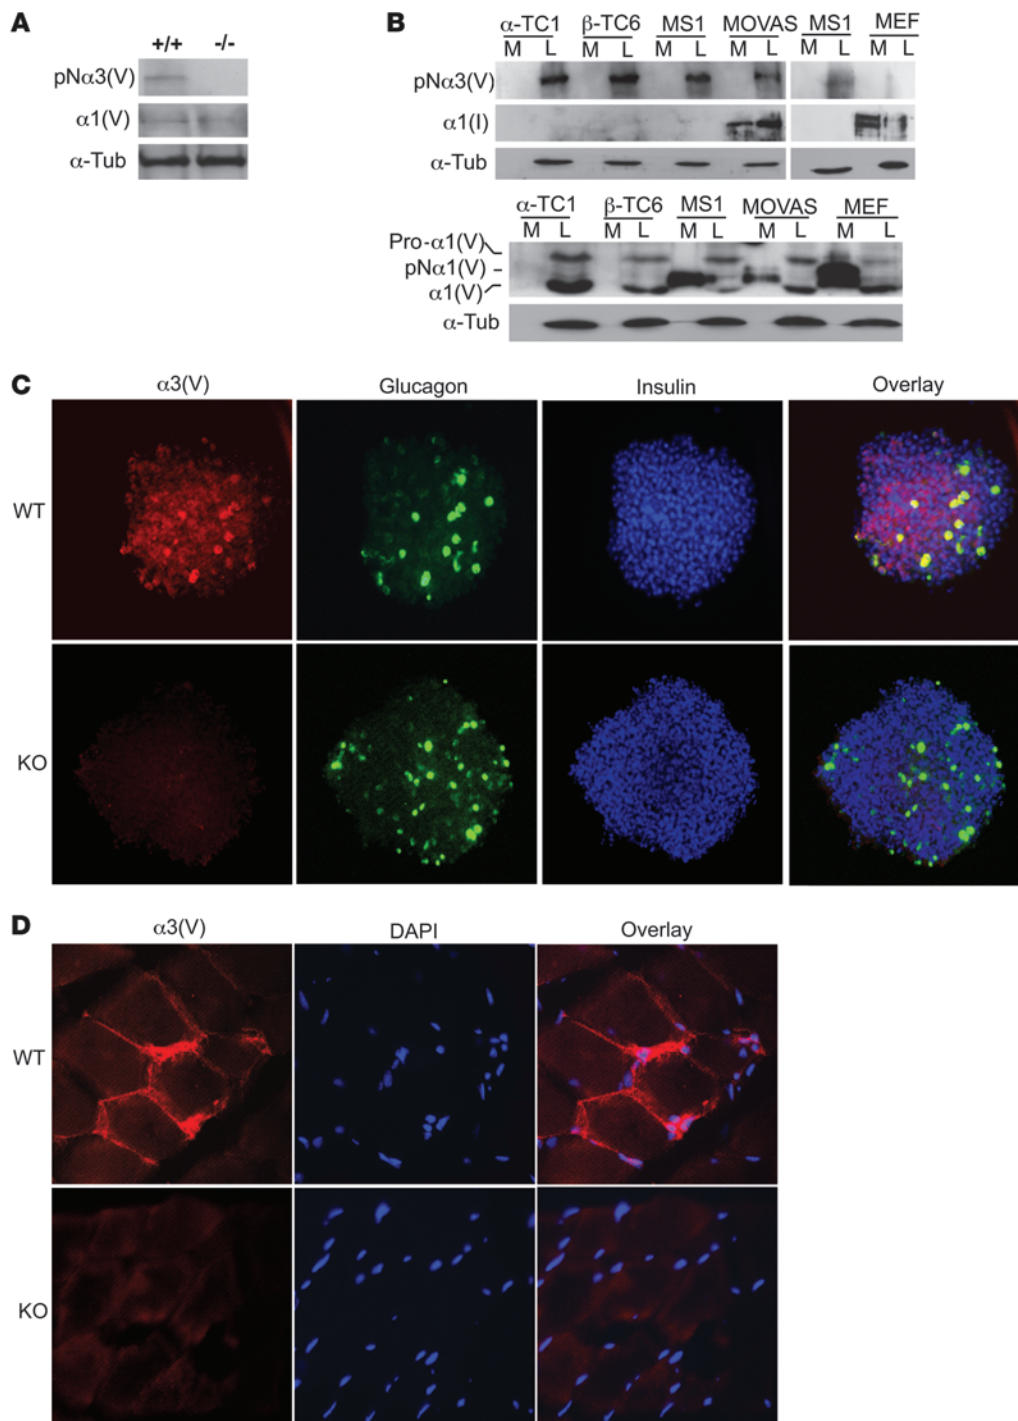 A
+/+ -/-
pNα3(V)
α1(V)
α-Tub
B
α-TC1 β-TC6 MS1 MOVAS MS1 MEF
M L M L M L M L M L M L
pNα3(V)
α1(I)
α-Tub
α-TC1 β-TC6 MS1 MOVAS MEF
M L M L M L M L M L
Pro-α1(V)
pNα1(V)
α1(V)
α-Tub
C
α3(V) Glucagon Insulin Overlay
WT
KO
D
α3(V) DAPI Overlay
WT
KO